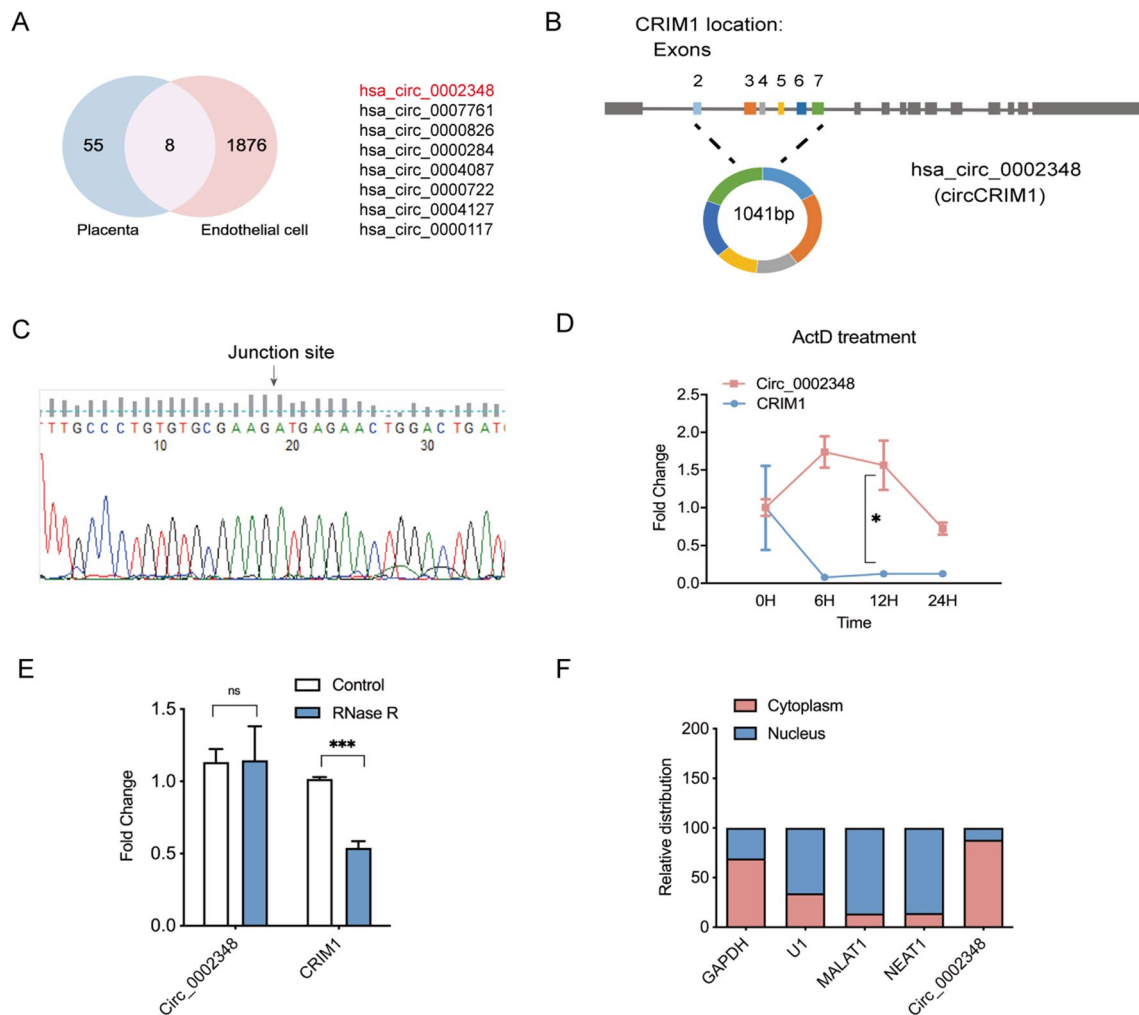 A
55
8
1876
Placenta
Endothelial cell
hsa_circ_0002348
hsa_circ_0007761
hsa_circ_0000826
hsa_circ_0000284
hsa_circ_0004087
hsa_circ_0000722
hsa_circ_0004127
hsa_circ_0000117
B
CRIM1 location:
Exons
2 3 4 5 6 7
1041bp
hsa_circ_0002348
(circCRIM1)
C
Junction site
TTGCCCTGTGTGCGAAGATGAGAACTGGACTGAT
10 20 30
D
ActD treatment
Circ_0002348
CRIM1
Fold Change
2.5
2.0
1.5
1.0
0.5
0.0
*
0H 6H 12H 24H
Time
E
Control
RNase R
Fold Change
1.5
1.0
0.5
0.0
ns
***
Circ_0002348
CRIM1
F
Cytoplasm
Nucleus
Relative distribution
200
150
100
50
0
GAPDH
U1
MALAT1
NEAT1
Circ_0002348